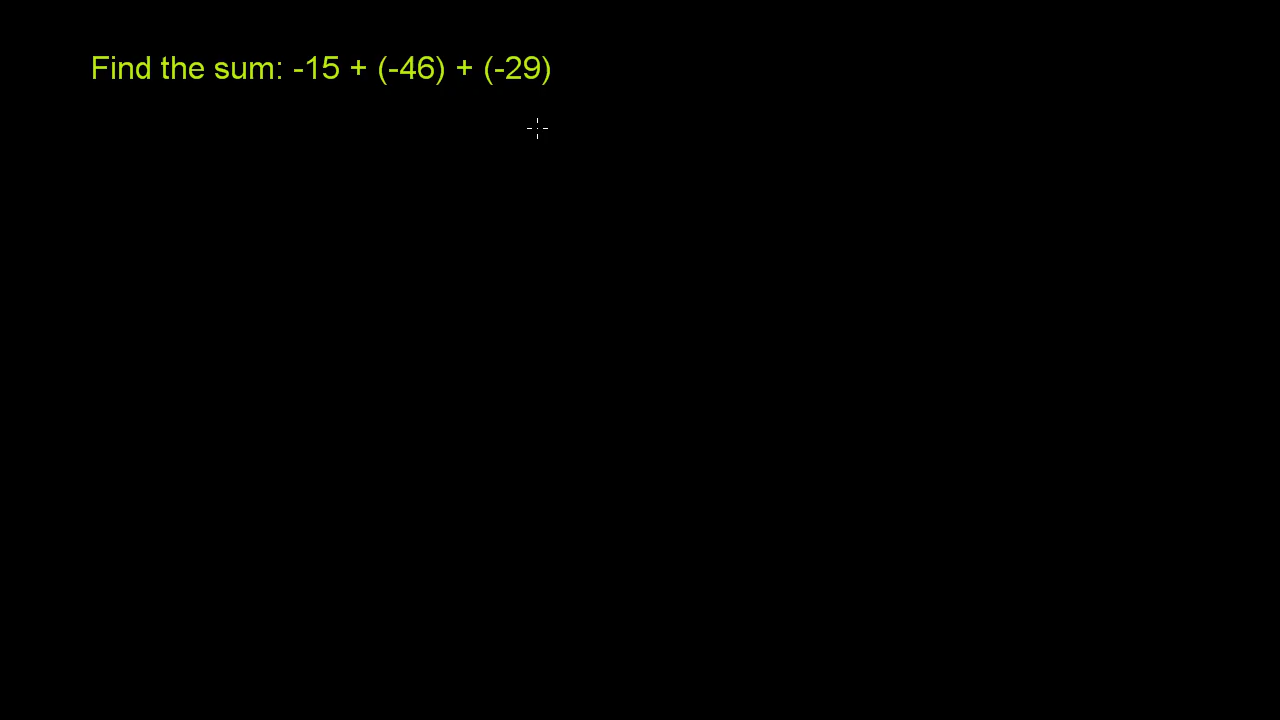 Find the sum: -15 + (-46) + (-29)